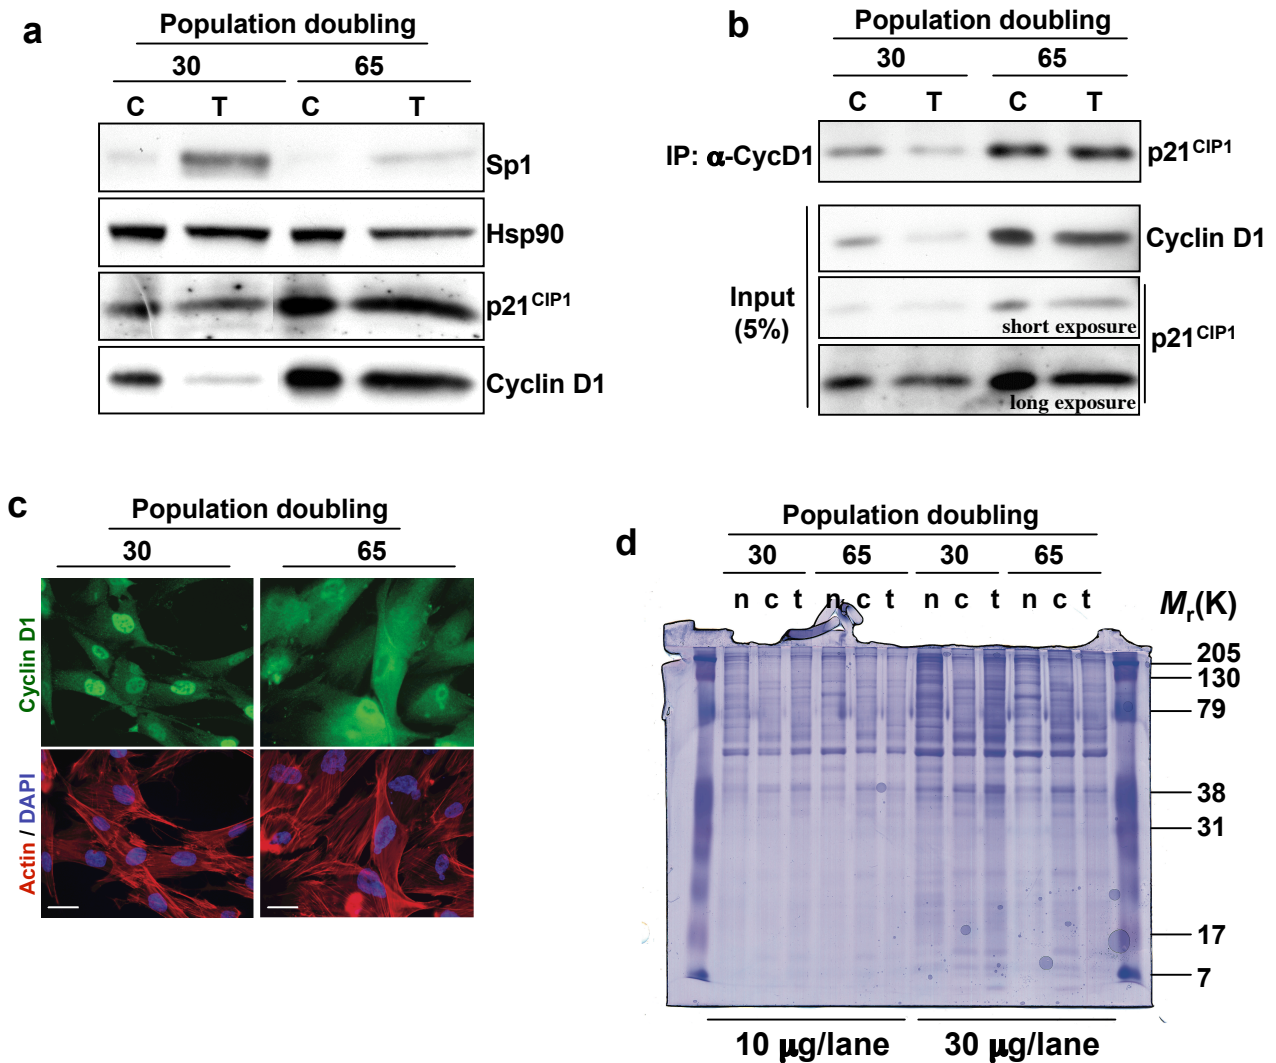 a
Population doubling
30 65
C T C T
Sp1
Hsp90
p21CIP1
Cyclin D1
b
Population doubling
30 65
C T C T
IP: α-CycD1
p21CIP1
Cyclin D1
Input
(5%)
short exposure
p21CIP1
long exposure
c
Population doubling
30 65
Cyclin D1
Actin / DAPI
d
Population doubling
30 65 30 65
n c t n c t n c t n c t
Mr(K)
205
130
79
38
31
17
7
10 µg/lane 30 µg/lane